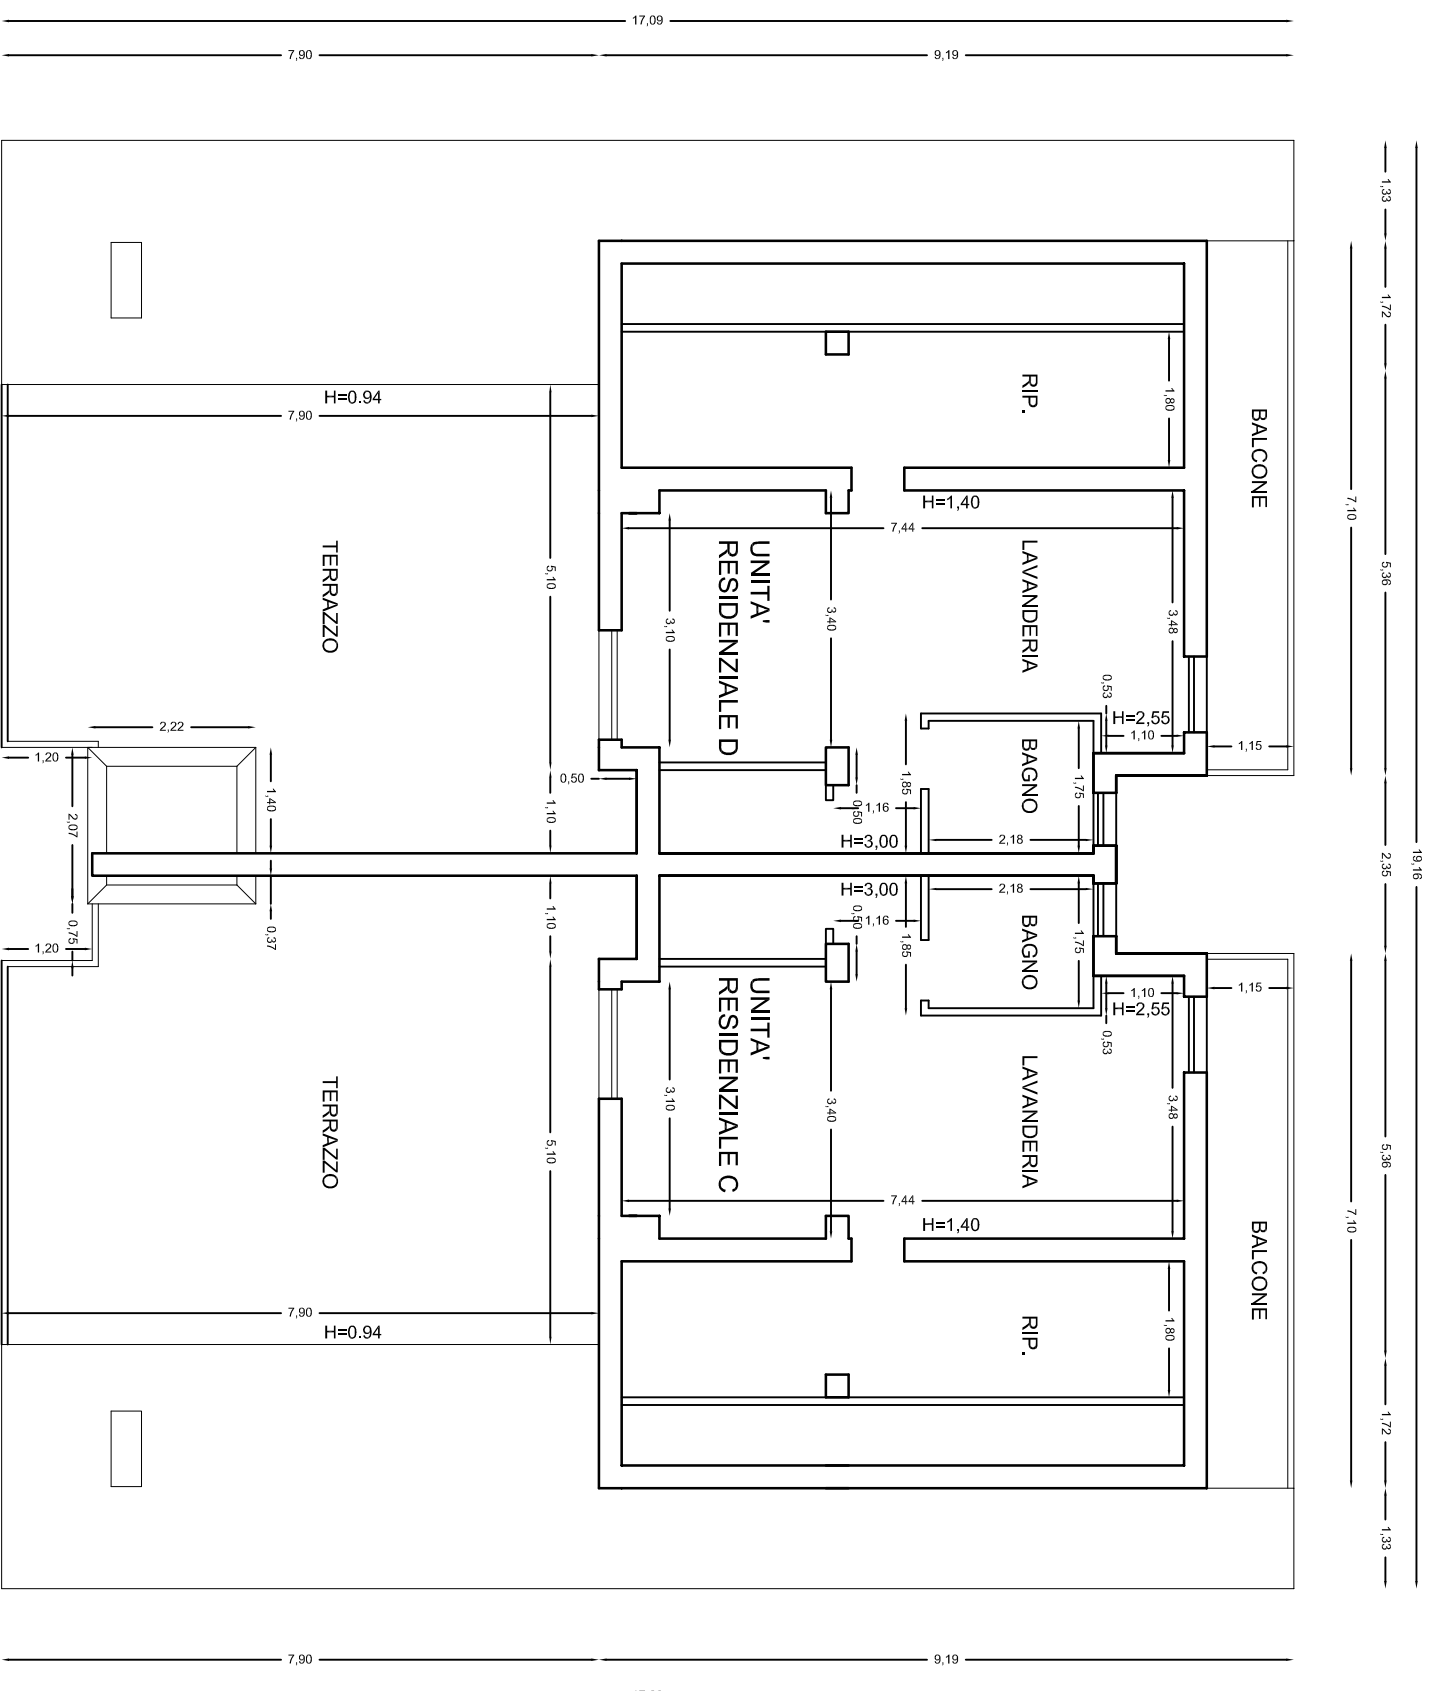 17,09
7,90
9,19
1,33
1,72
5,36
7,10
19,16
H=0.94
7,90
RIP.
1,80
BALCONE
H=1,40
7,44
TERRAZZO
5,10
UNITA'
RESIDENZIALE D
3,10
3,40
LAVANDERIA
3,48
0,53
H=2,55
1,10
1,15
2,22
1,20
0,50
1,40
1,10
2,07
BAGNO
1,85
1,75
0,50
1,16
2,18
H=3,00
2,35
H=3,00
2,18
0,50
1,16
1,10
0,75
0,37
1,20
1,85
BAGNO
1,75
1,10
1,15
H=2,55
0,53
UNITA'
RESIDENZIALE C
3,10
3,40
LAVANDERIA
3,48
TERRAZZO
5,10
5,36
7,10
7,44
H=1,40
BALCONE
7,90
H=0.94
RIP.
1,80
1,72
1,33
7,90
9,19